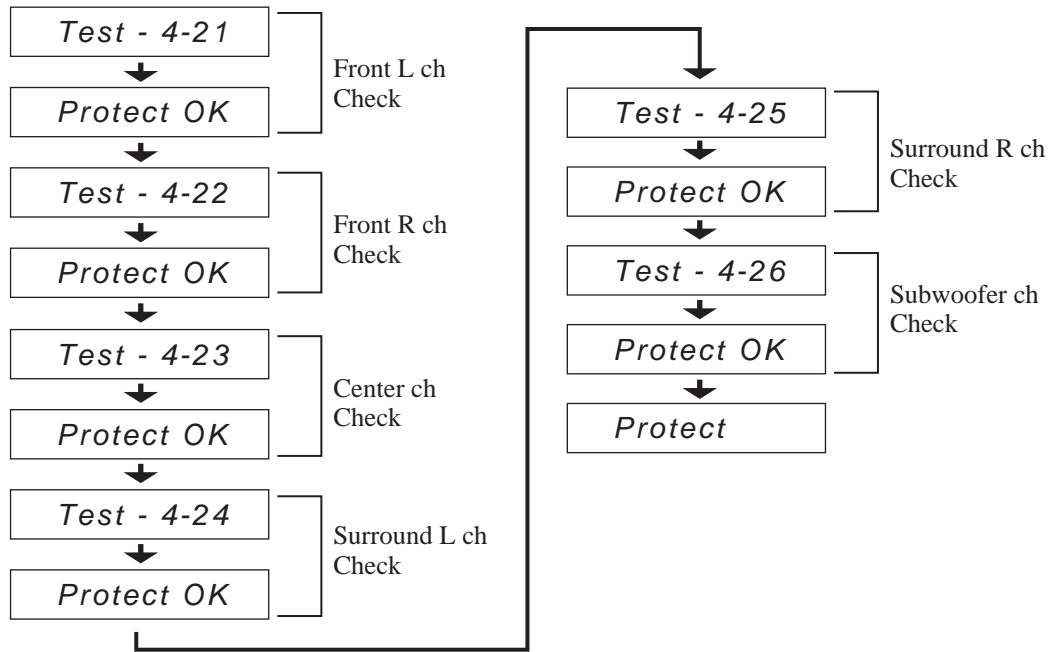 Test - 4-21
Protect OK
Front L ch
Check
Test - 4-22
Protect OK
Front R ch
Check
Test - 4-23
Protect OK
Center ch
Check
Test - 4-24
Protect OK
Surround L ch
Check
Test - 4-25
Protect OK
Surround R ch
Check
Test - 4-26
Protect OK
Subwoofer ch
Check
Protect